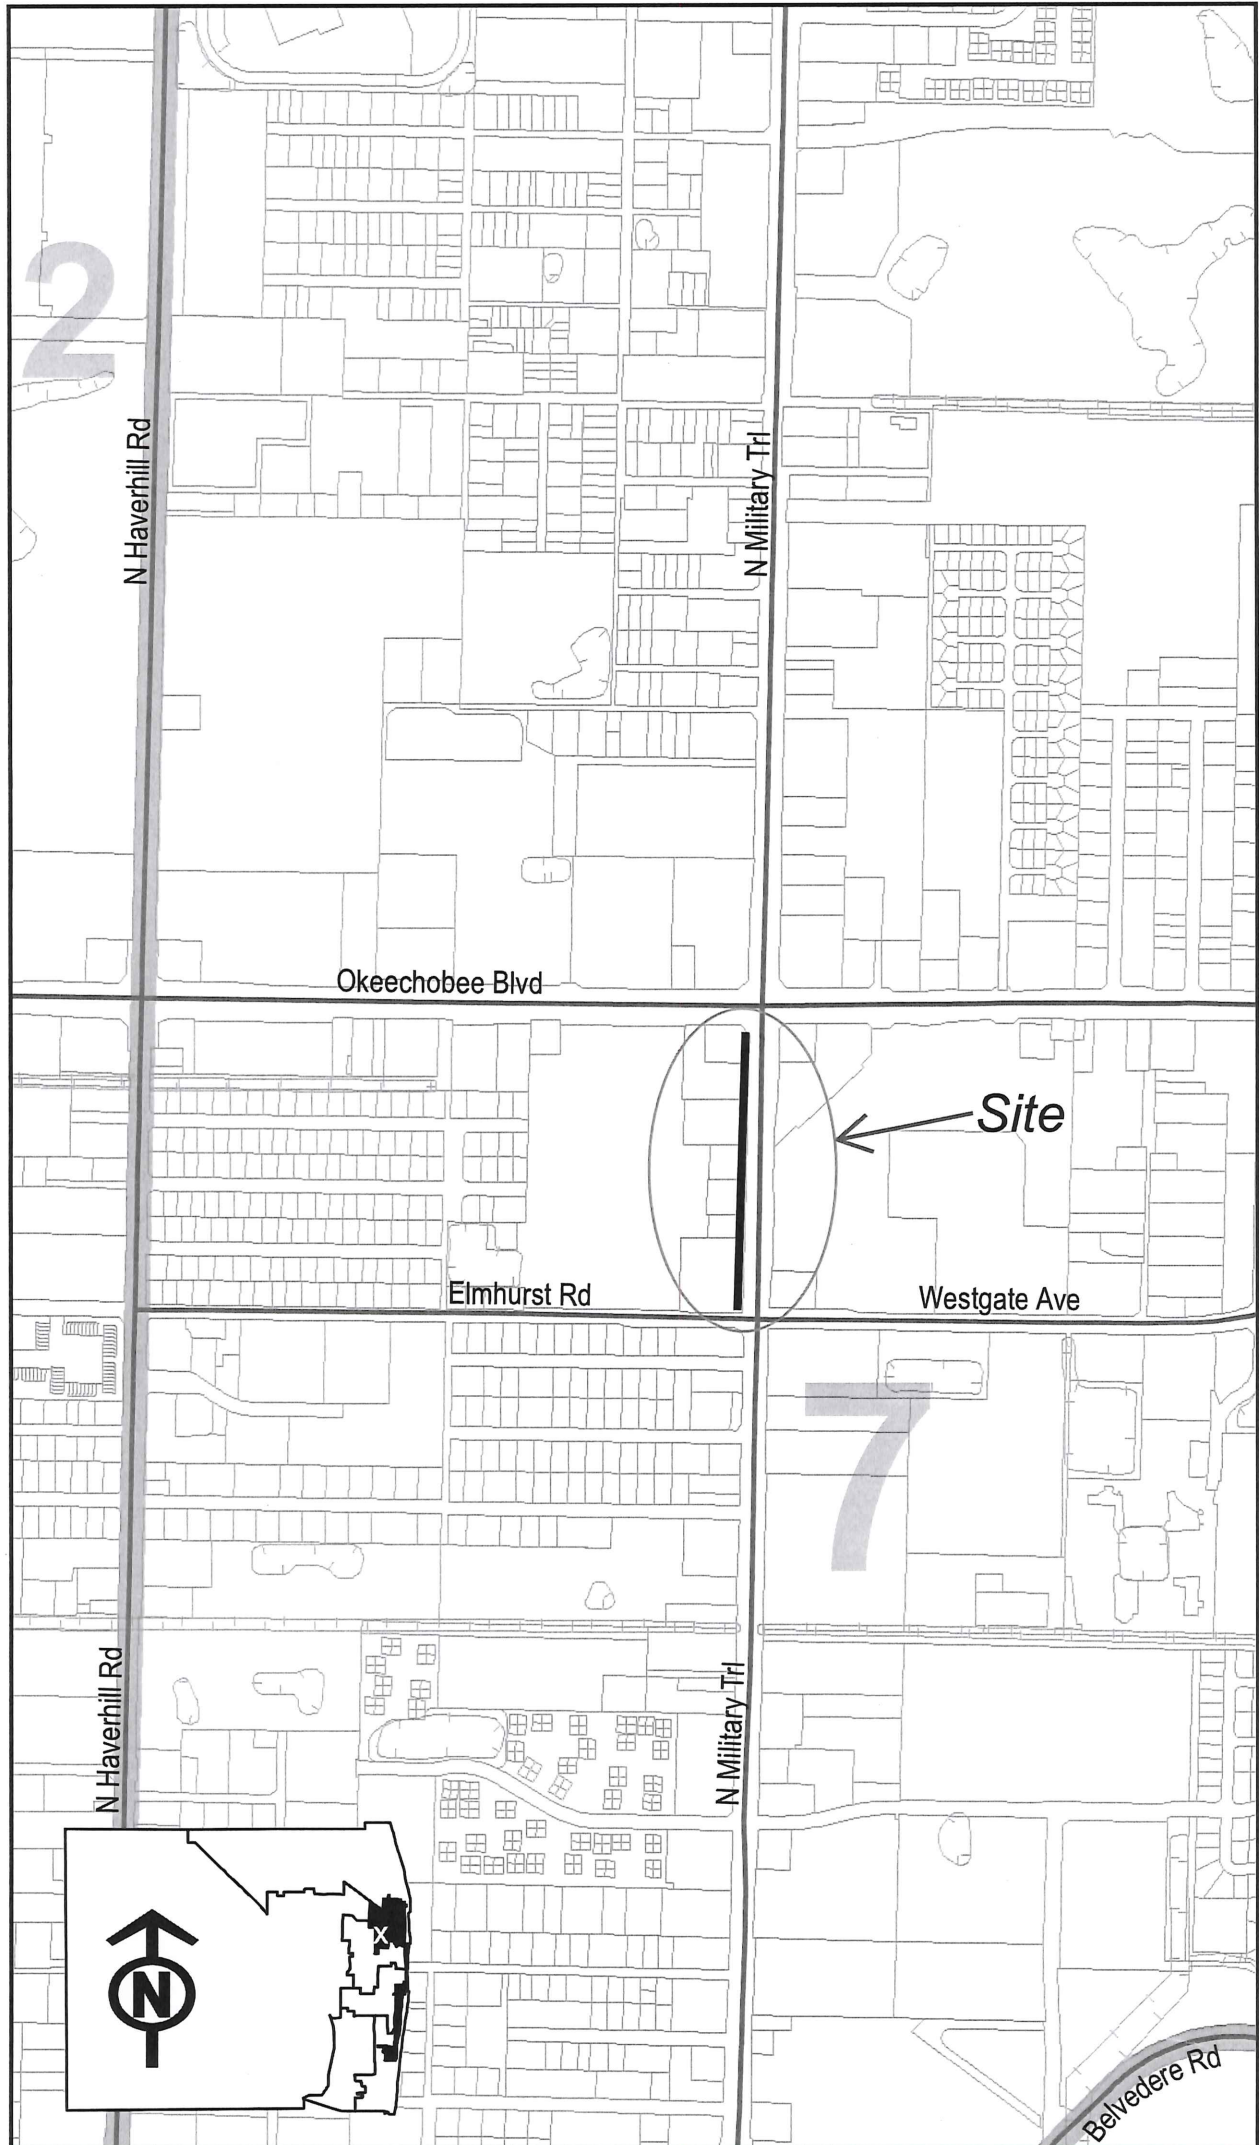 2
N Haverhill Rd
N Military Trl
Okeechobee Blvd
Site
Elmhurst Rd
Westgate Ave
7
N Haverhill Rd
N Military Trl
X
N
Belvedere Rd